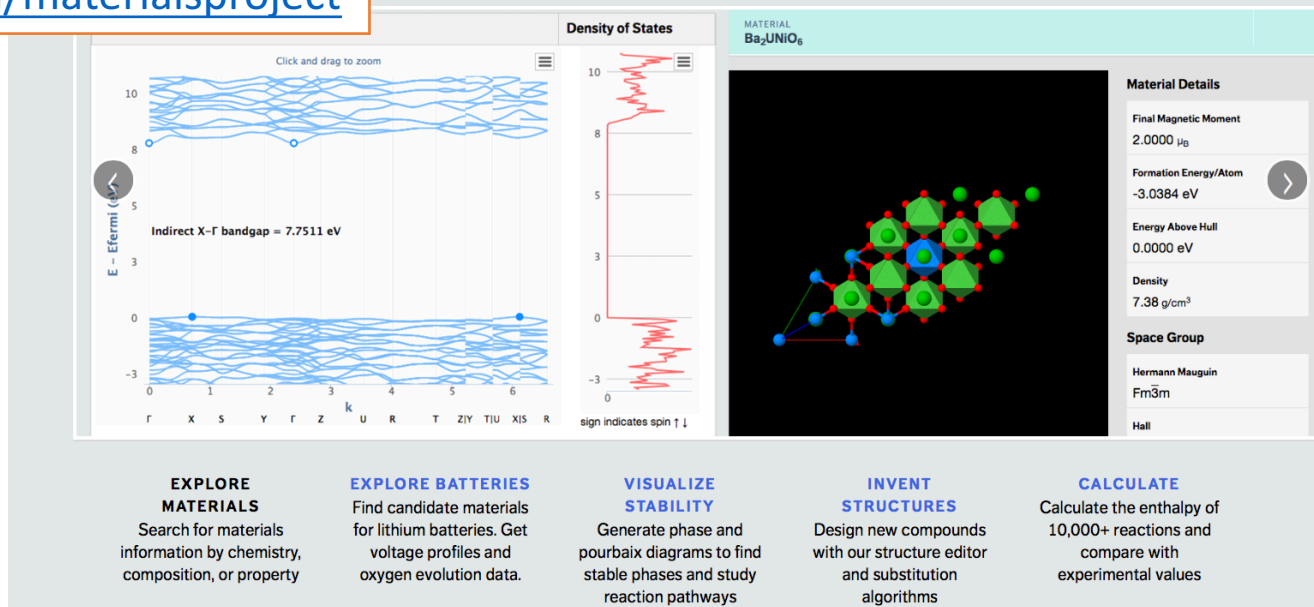 /materialsproject
Density of States
Click and drag to zoom
E − Efermi (eV)
10
8
5
3
0
−3
Indirect X-Γ bandgap = 7.7511 eV
0 1 2 3 4 5 6
k
Γ X S Y Γ Z U R T Z|Y T|U X|S R
10
8
5
3
0
−3
0
sign indicates spin ↑ ↓
MATERIAL
Ba₂UNiO₆
Material Details
Final Magnetic Moment
2.0000 μB
Formation Energy/Atom
-3.0384 eV
Energy Above Hull
0.0000 eV
Density
7.38 g/cm³
Space Group
Hermann Mauguin
Fm3̅m
Hall
EXPLORE
MATERIALS
Search for materials
information by chemistry,
composition, or property
EXPLORE BATTERIES
Find candidate materials
for lithium batteries. Get
voltage profiles and
oxygen evolution data.
VISUALIZE
STABILITY
Generate phase and
pourbaix diagrams to find
stable phases and study
reaction pathways
INVENT
STRUCTURES
Design new compounds
with our structure editor
and substitution
algorithms
CALCULATE
Calculate the enthalpy of
10,000+ reactions and
compare with
experimental values